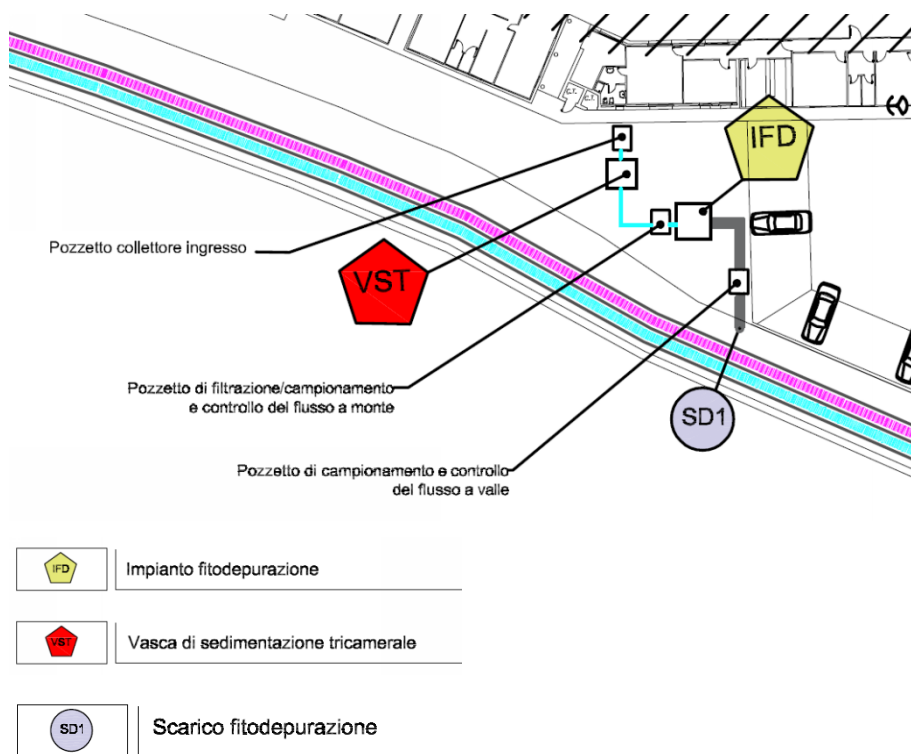 C.T.
C.T.
IFD
Pozzetto collettore ingresso
VST
Pozzetto di filtrazione/campionamento
e controllo del flusso a monte
SD1
Pozzetto di campionamento e controllo
del flusso a valle
IFD
Impianto fitodepurazione
VST
Vasca di sedimentazione tricamerale
SD1
Scarico fitodepurazione